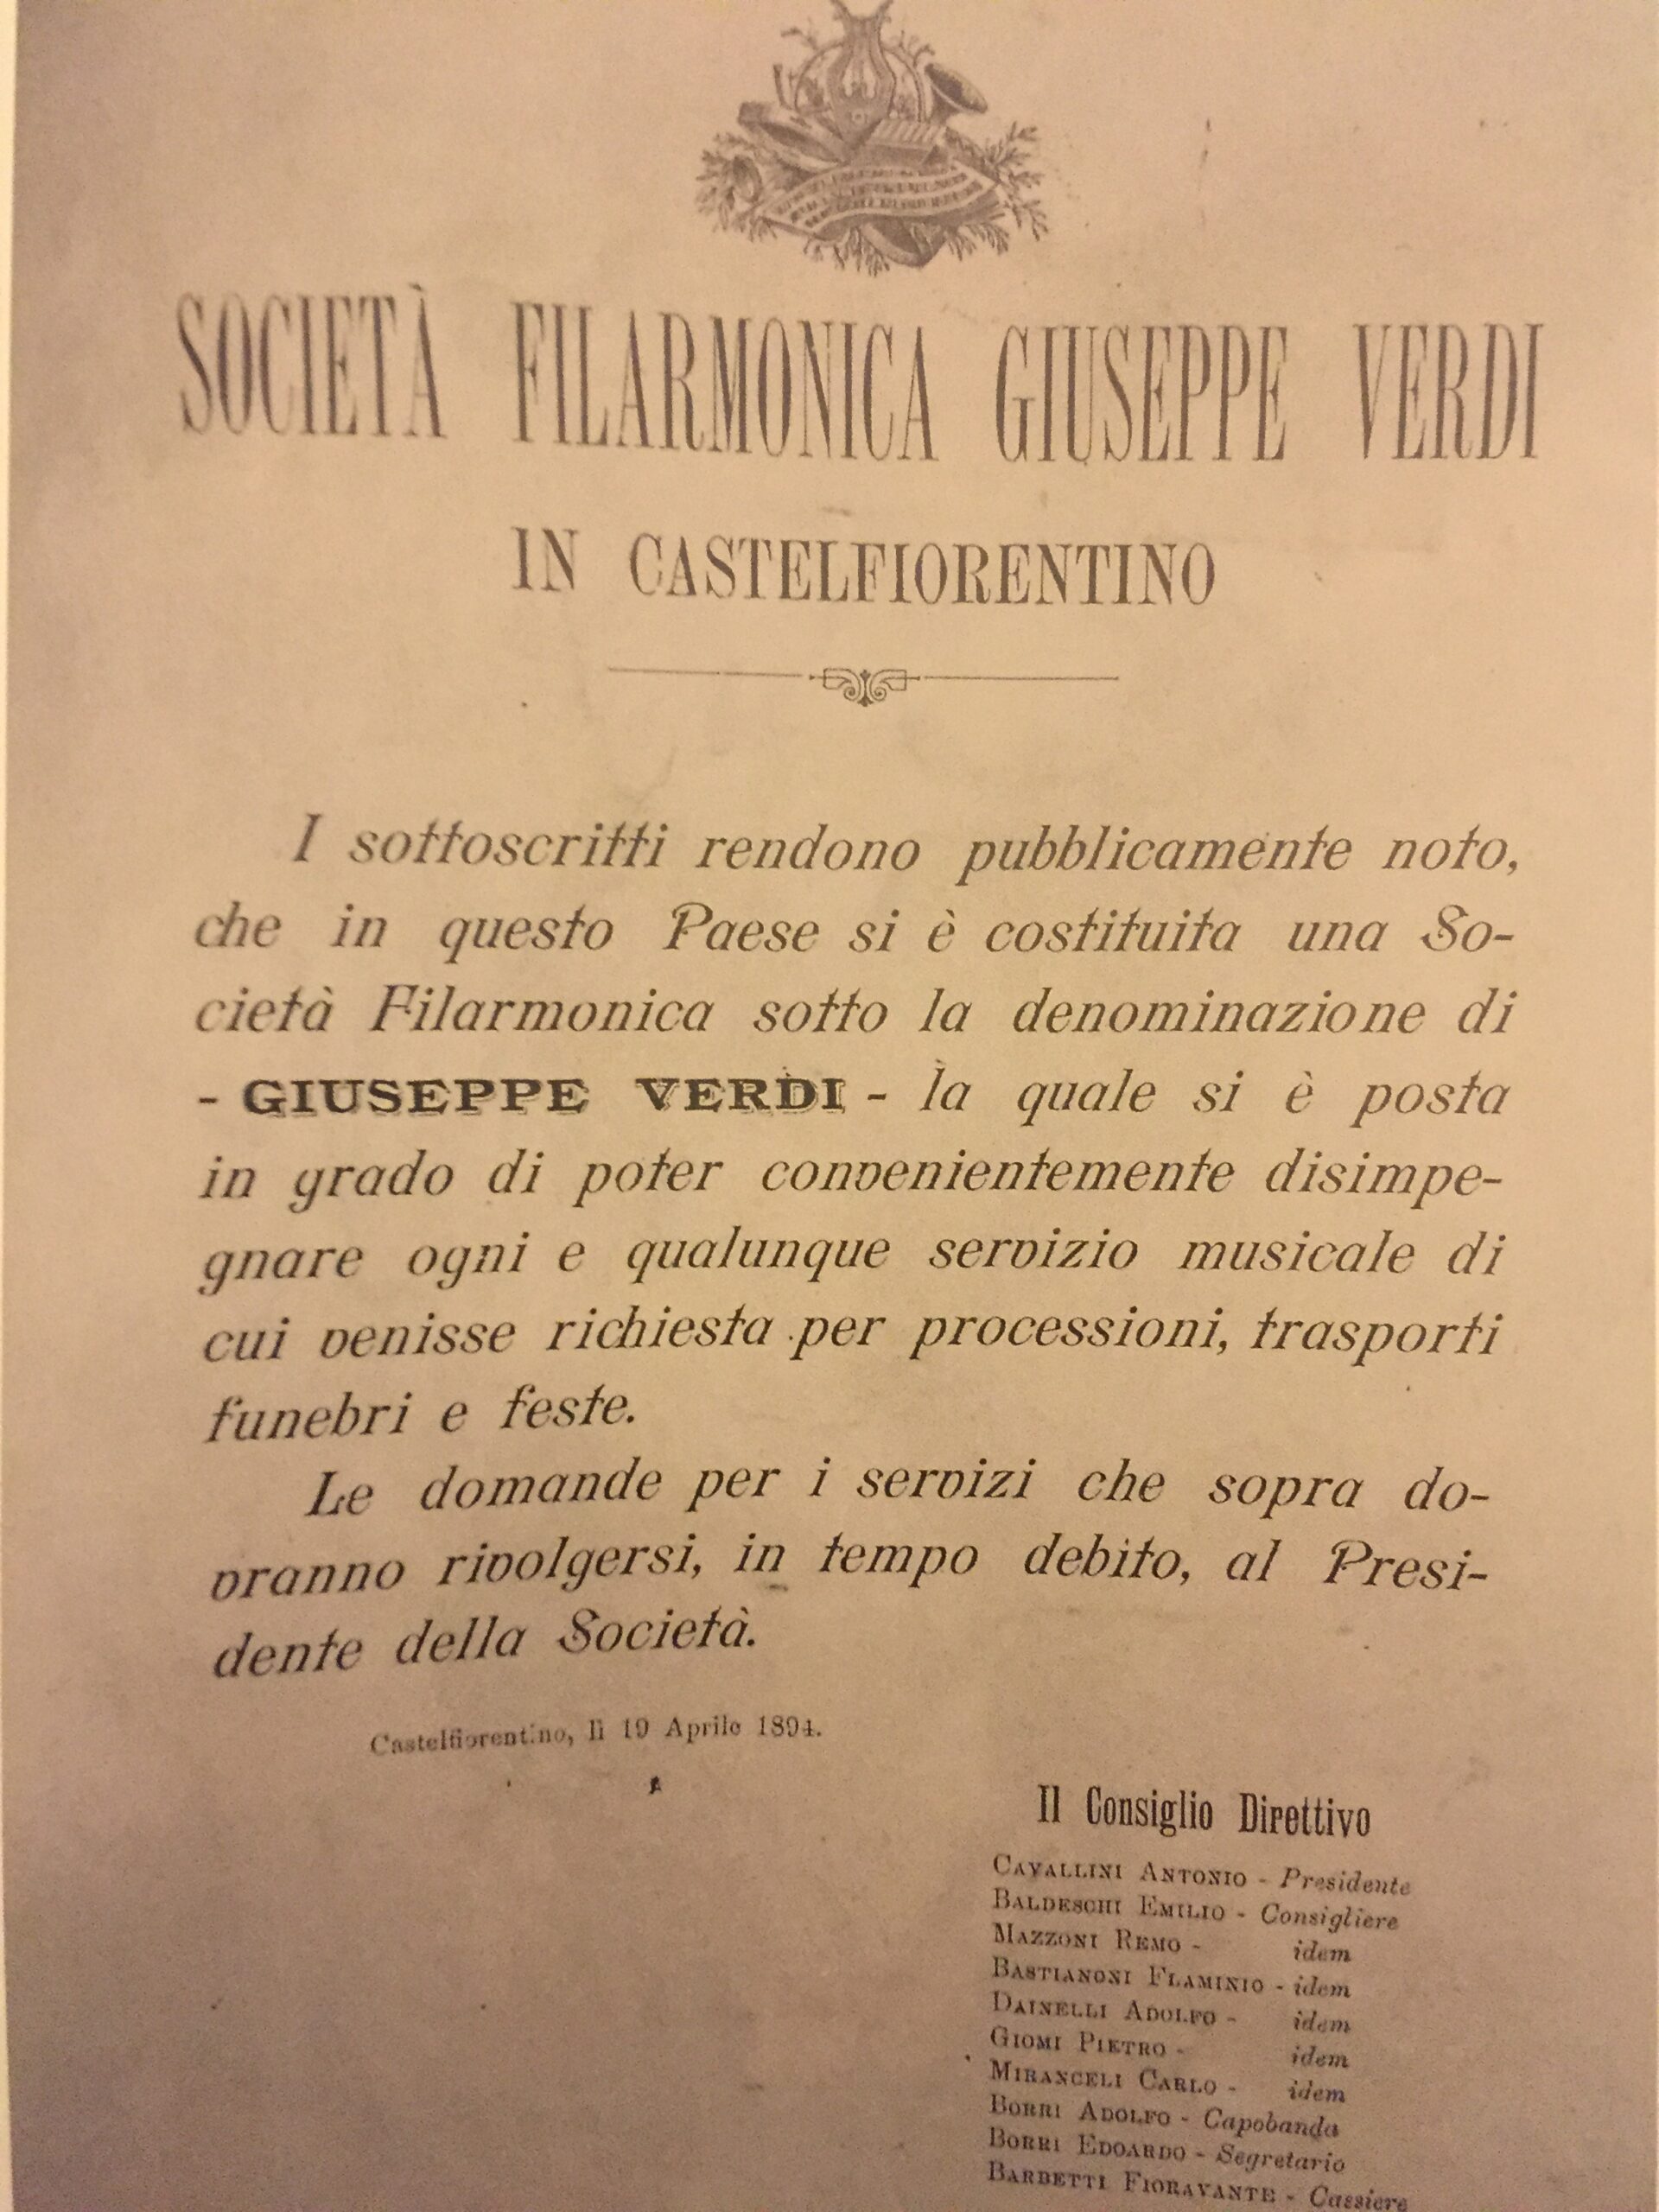 SOCIETÀ FILARMONICA GIUSEPPE VERDI
IN CASTELFIORENTINO
I sottoscritti rendono pubblicamente noto,
che in questo Paese si è costituita una So-
cietà Filarmonica sotto la denominazione di
- GIUSEPPE VERDI - la quale si è posta
in grado di poter convenientemente disimpe-
gnare ogni e qualunque servizio musicale di
cui venisse richiesta per processioni, trasporti
funebri e feste.
Le domande per i servizi che sopra do-
vranno rivolgersi, in tempo debito, al Presi-
dente della Società.
Castelfiorentino, lì 19 Aprile 1894.
Il Consiglio Direttivo
CAVALLINI ANTONIO - Presidente
BALDESCHI EMILIO - Consigliere
MAZZONI REMO - idem
BASTIANONI FLAMINIO - idem
DAINELLI ADOLFO - idem
GIOMI PIETRO - idem
MIRANCELI CARLO - idem
BORRI ADOLFO - Capobanda
BORRI EDOARDO - Segretario
BARBETTI FIORAVANTE - Cassiere